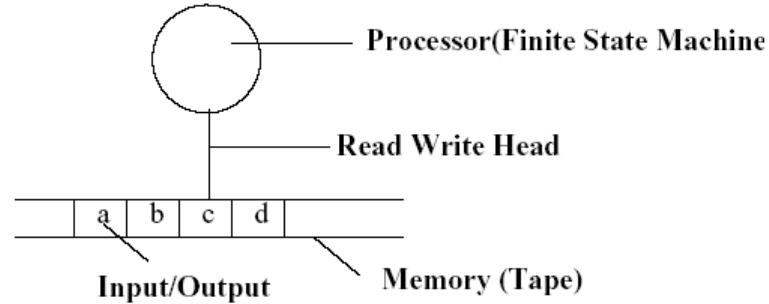 Processor(Finite State Machine
Read Write Head
a b c d
Input/Output
Memory (Tape)